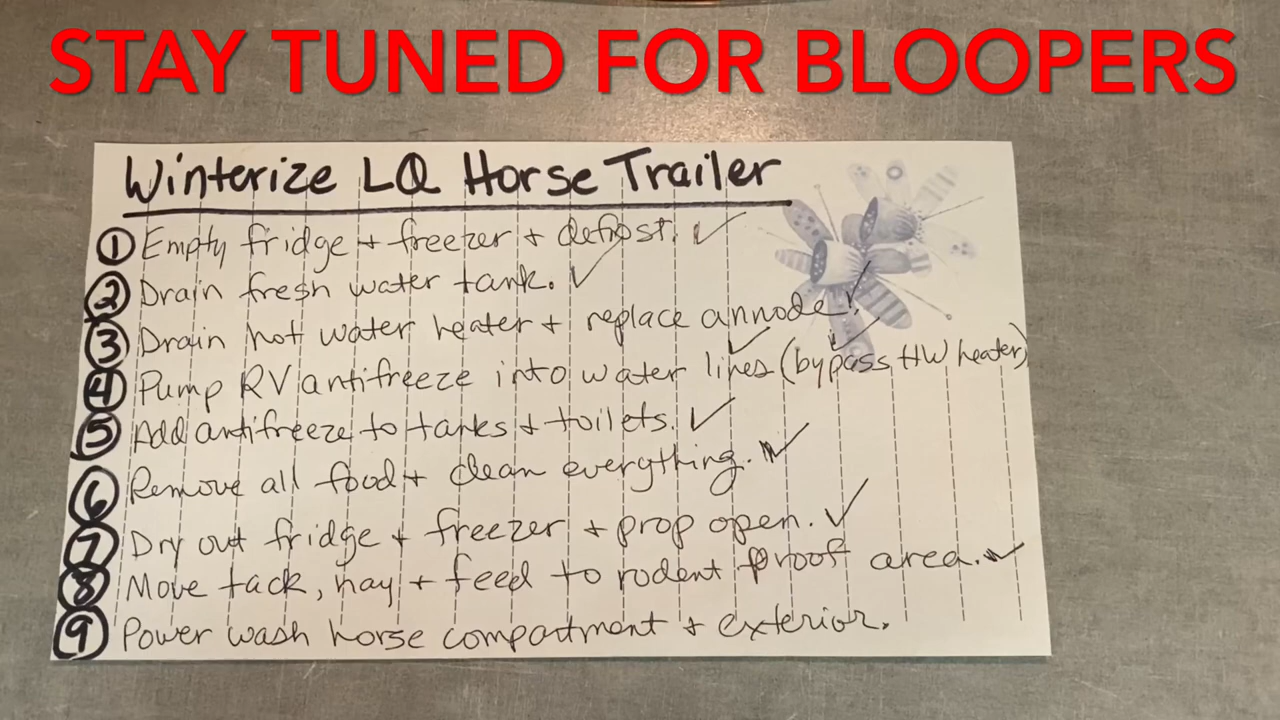 STAY TUNED FOR BLOOPERS
Winterize LQ Horse Trailer
① Empty fridge + freezer + defrost. ✓
② Drain fresh water tank. ✓
③ Drain hot water heater + replace annode. ✓
④ Pump RV antifreeze into water lines (bypass HW heater) ✓ ✓
⑤ Add antifreeze to tanks + toilets. ✓
⑥ Remove all food + clean everything. ✓
⑦ Dry out fridge + freezer + prop open. ✓
⑧ Move tack, hay + feed to rodent proof area. ✓
⑨ Power wash horse compartment + exterior.